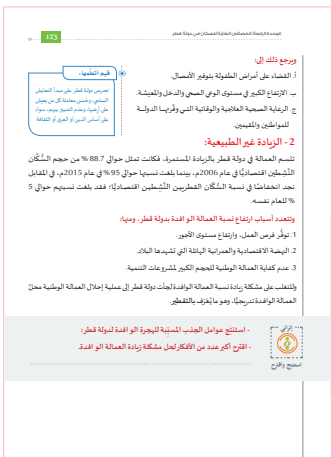 الوحدة الرابعة: الخصائص العامة للسكان في دولة قطر
123
ويرجع ذلك إلى:
أ. القضاء على أمراض الطفولة بتوفير الأمصال.
ب. الارتفاع الكبير في مستوى الوعي الصحي والدخل والمعيشة.
ج. الرعاية الصحية العلاجية والوقائية التي وفّرتها الدولة
للمواطنين والمقيمين.
قيم أتعلمها:
تحرص دولة قطر على مبدأ التعايش
السلمي، وحُسْن معاملة كل من يعيش
على أرضها، وعدم التمييز بينهم، سواء
على أساس الدين أو العرق أو الثقافة
2 - الزيادة غير الطبيعية:
تتسم العمالة في دولة قطر بالزيادة المستمرة، فكانت تمثل حوالي 88.7 % من حجم السُّكَّان
النَّشِطين اقتصاديًّا في عام 2006م، بينما بلغت نسبتها حوالي 95 % في عام 2015م، في المقابل
نجد انخفاضًا في نسبة السُّكَّان القطريين النَّشِطين اقتصاديًّا؛ فقد بلغت نسبتهم حوالي 5
% للعام نفسه.
وتتعدد أسباب ارتفاع نسبة العمالة الوافدة بدولة قطر، ومنها:
1. توفُّر فرص العمل، وارتفاع مستوى الأجور.
2. النهضة الاقتصادية والعمرانية الهائلة التي تشهدها البلاد.
3. عدم كفاية العمالة الوطنية للحجم الكبير لمشروعات التنمية.
وللتغلب على مشكلة زيادة نسبة العمالة الوافدة لجأت دولة قطر إلى عملية إحلال العمالة الوطنية محلّ
العمالة الوافدة تدريجيًّا، وهو ما يُعرَف بالتقطير.
إثرائي
استنتج واقترح
- استنتج عوامل الجذب المسبّبة للهجرة الوافدة لدولة قطر:
- اقترح أكبر عدد من الأفكار لحل مشكلة زيادة العمالة الوافدة.